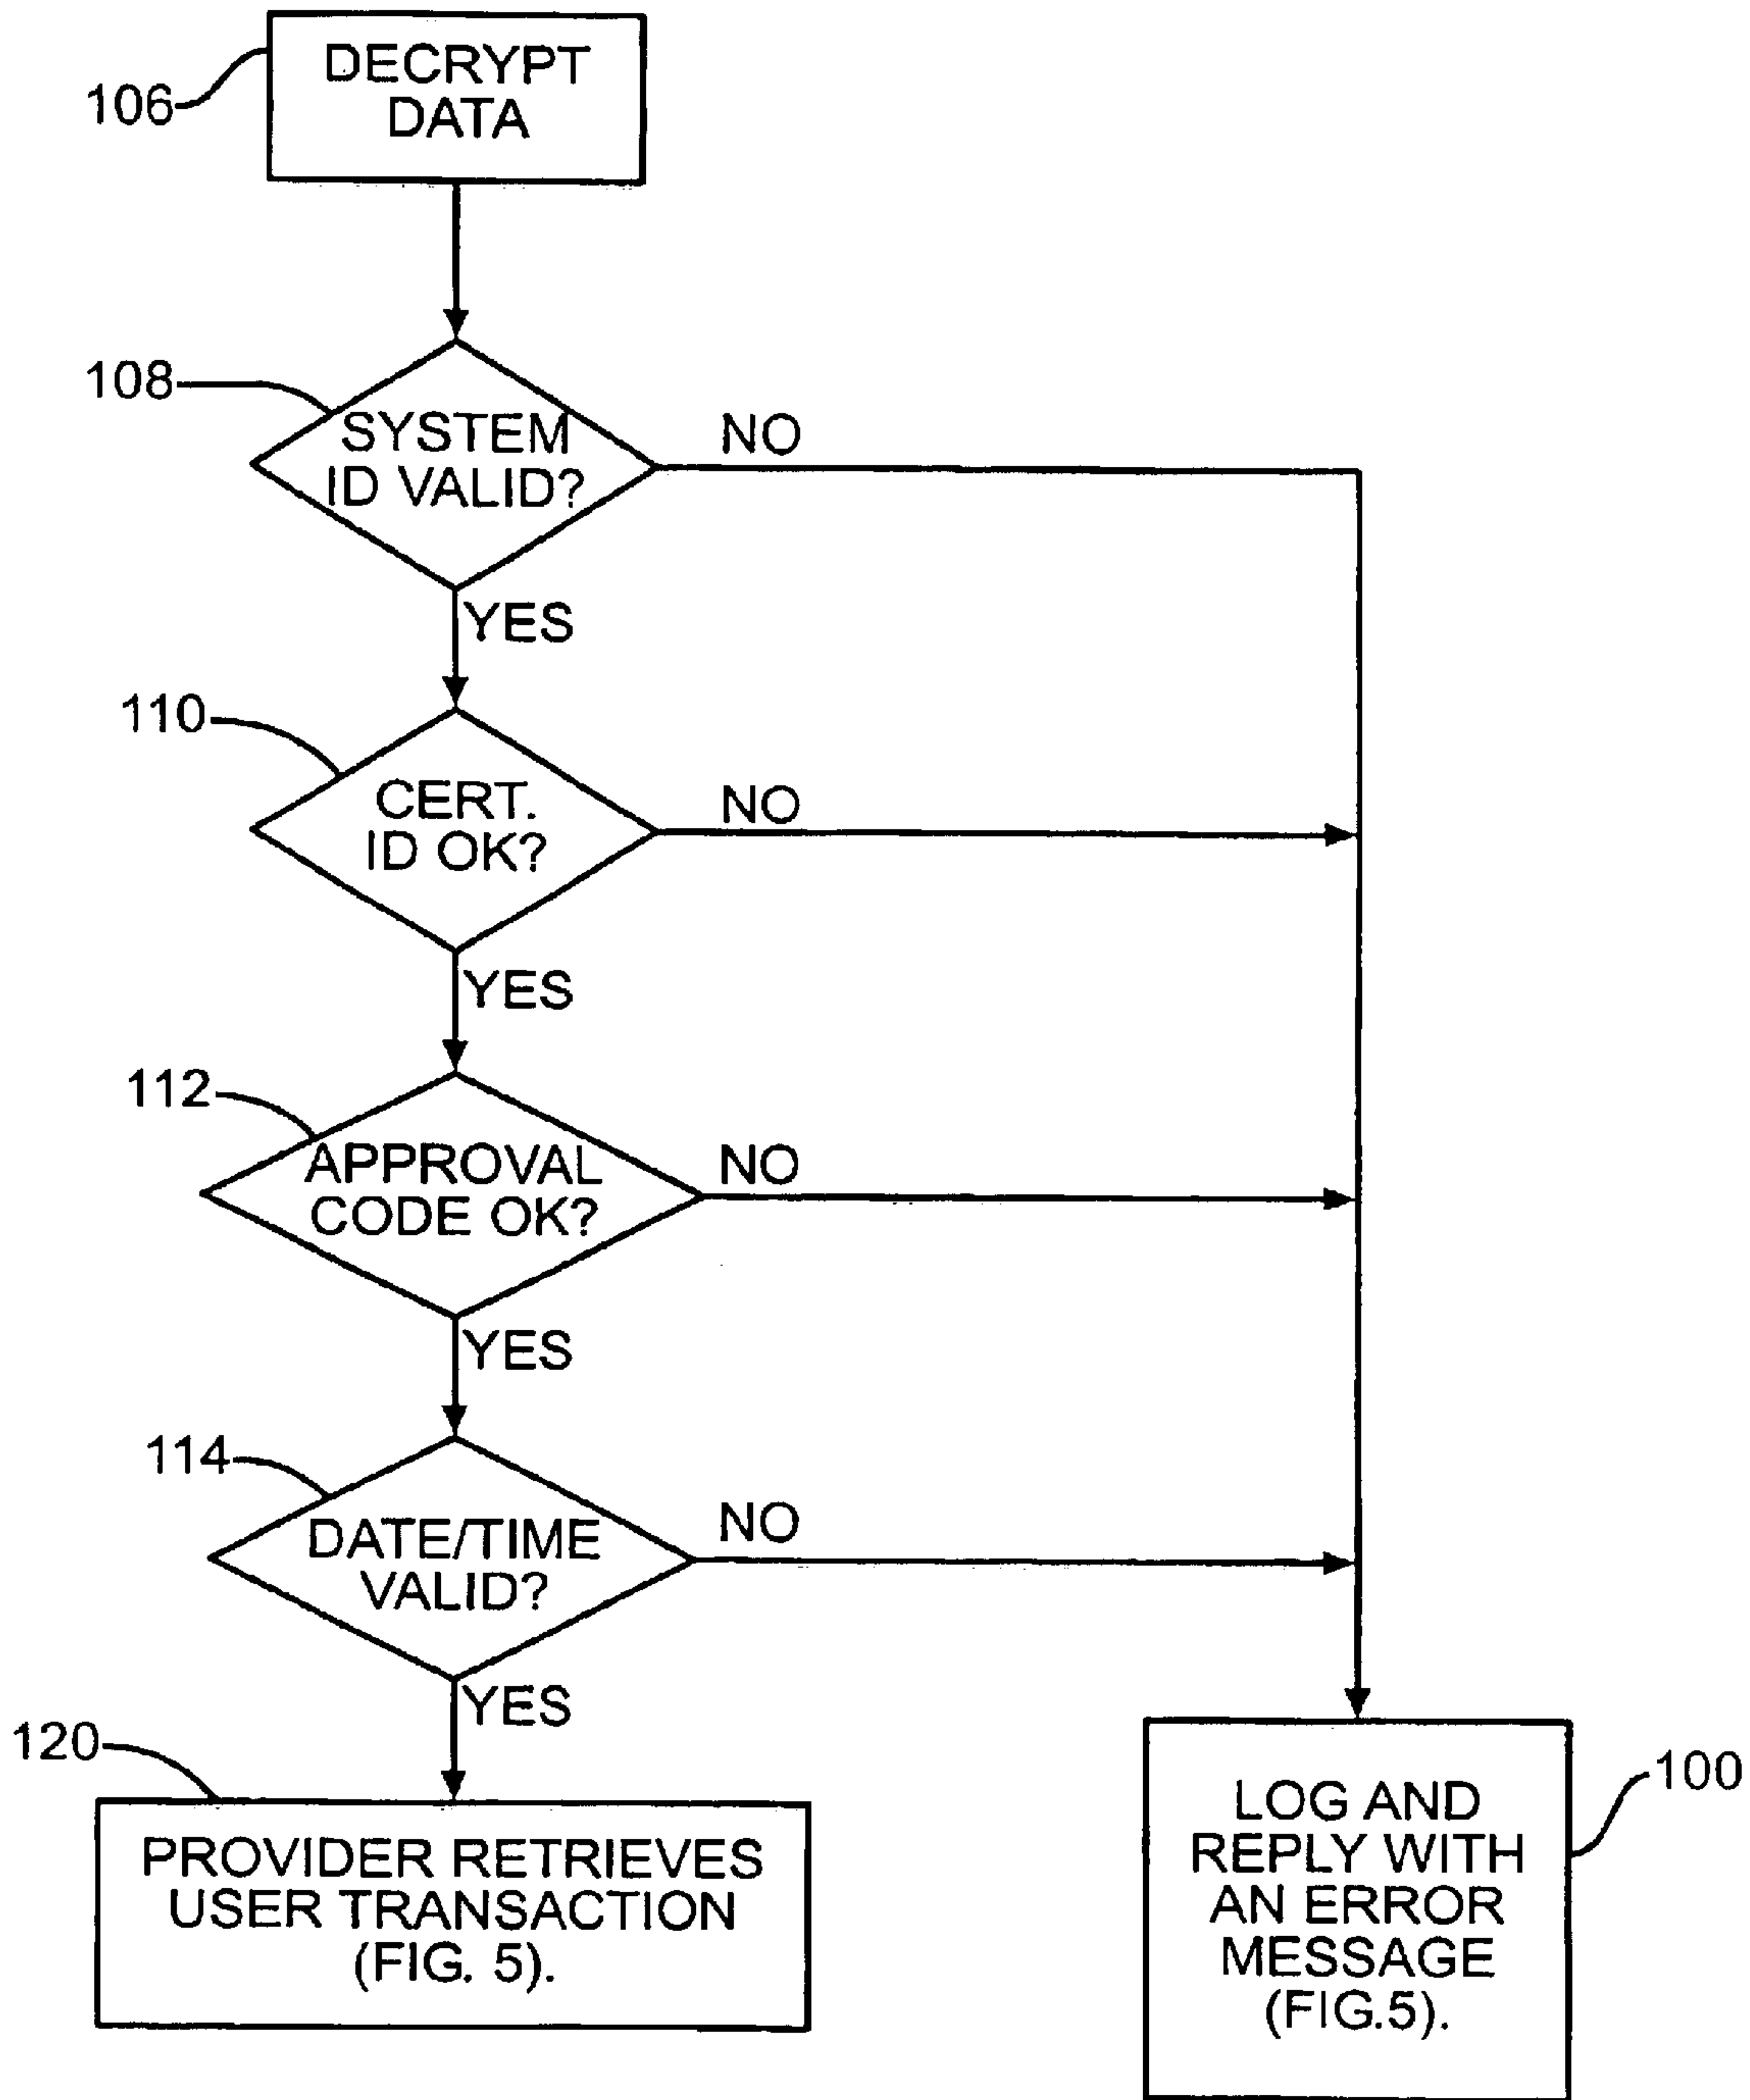 106
DECRYPT
DATA
108
SYSTEM
ID VALID?
NO
YES
110
CERT.
ID OK?
NO
YES
112
APPROVAL
CODE OK?
NO
YES
114
DATE/TIME
VALID?
NO
YES
120
PROVIDER RETRIEVES
USER TRANSACTION
(FIG. 5).
100
LOG AND
REPLY WITH
AN ERROR
MESSAGE
(FIG.5).